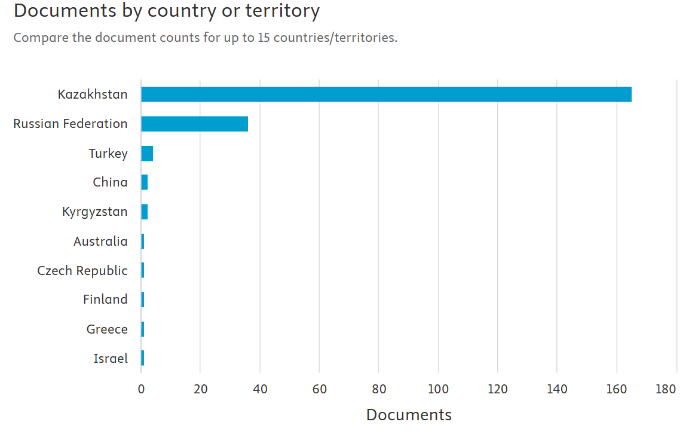 Documents by country or territory
Compare the document counts for up to 15 countries/territories.
Kazakhstan
Russian Federation
Turkey
China
Kyrgyzstan
Australia
Czech Republic
Finland
Greece
Israel
0 20 40 60 80 100 120 140 160 180
Documents